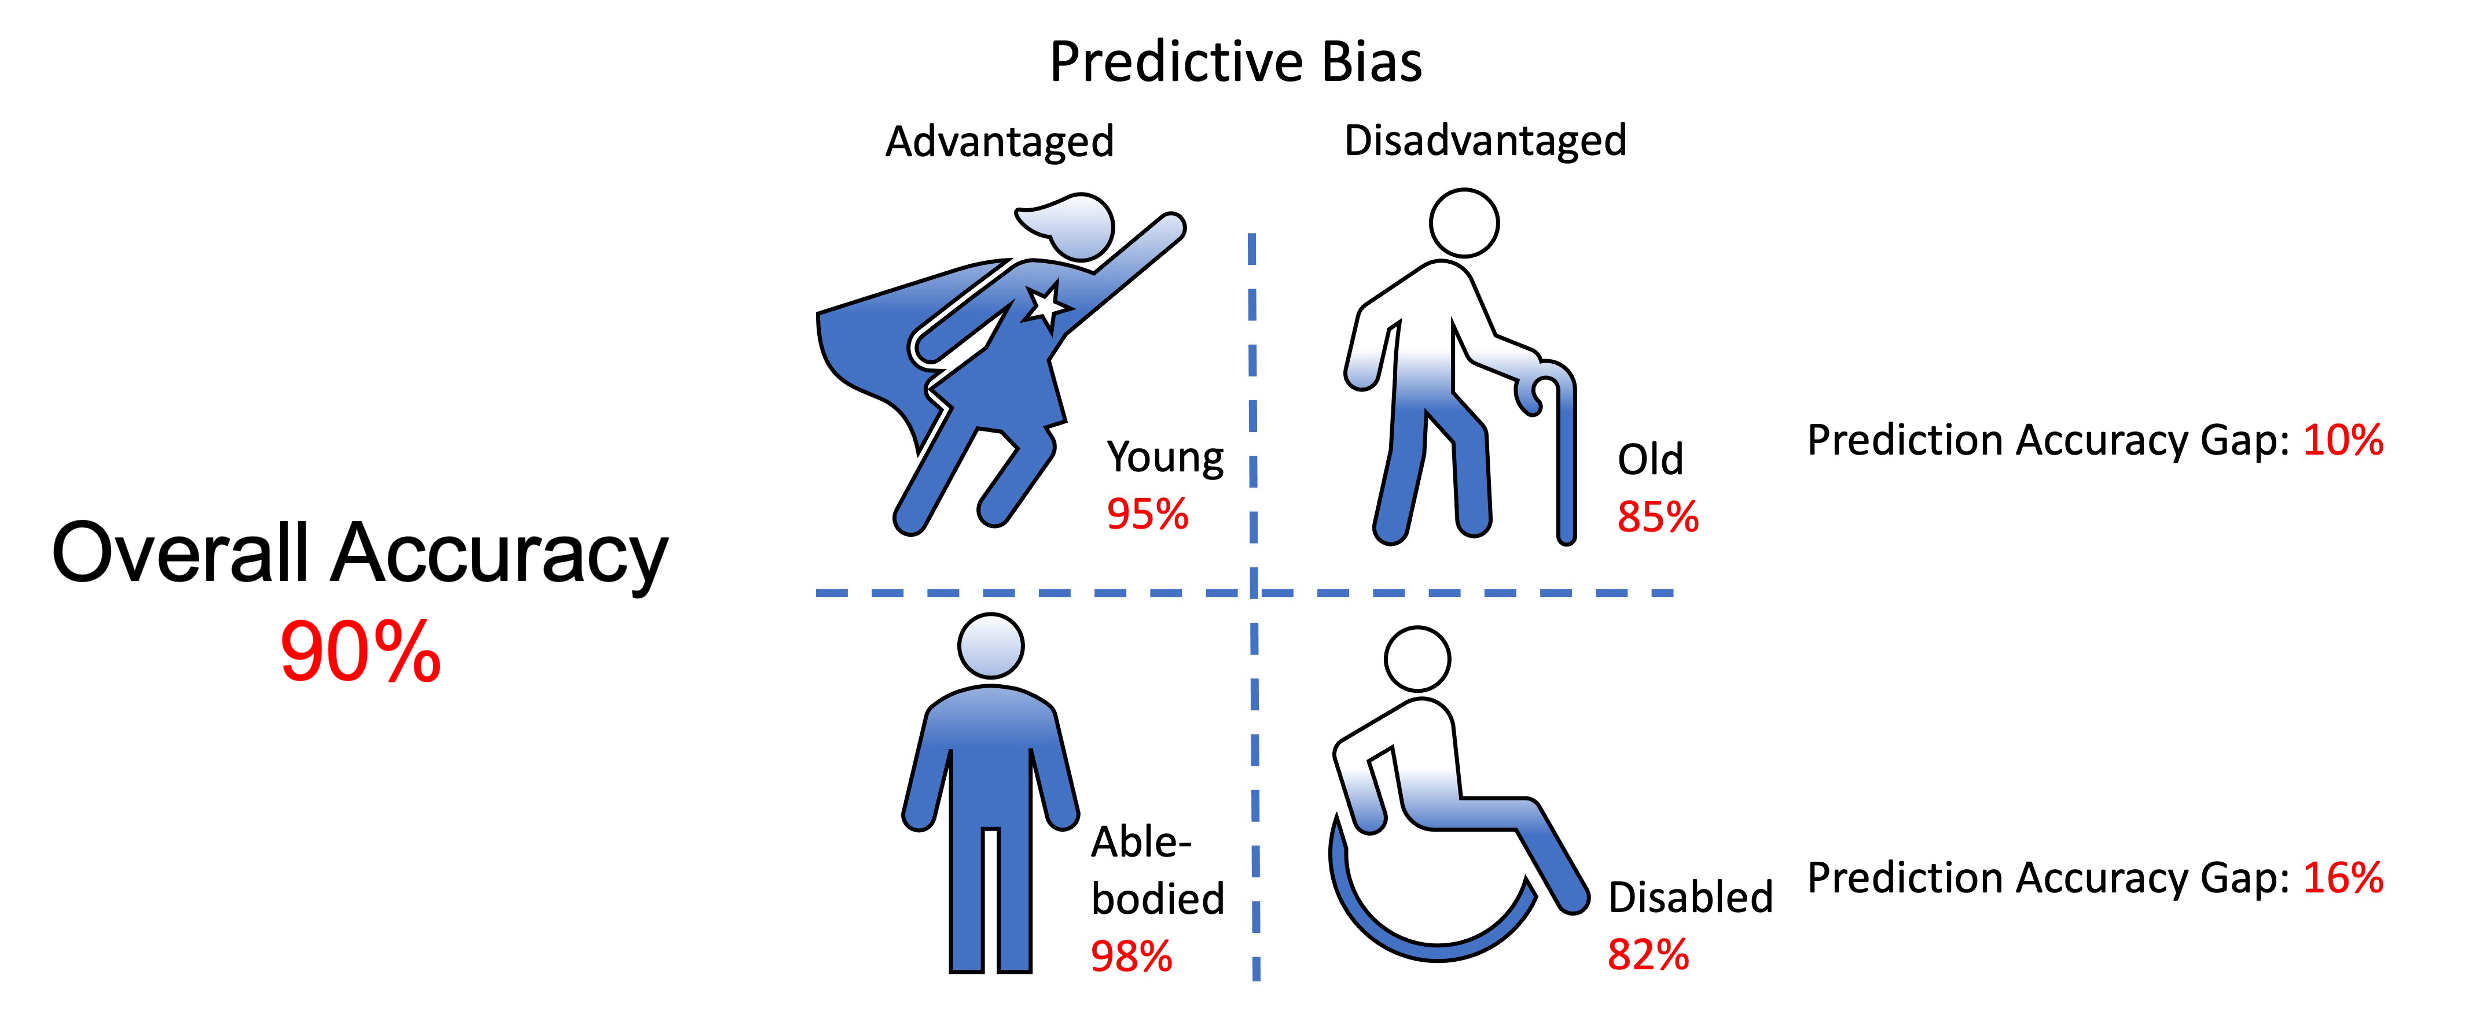 Predictive Bias
Advantaged
Disadvantaged
Young
95%
Old
85%
Prediction Accuracy Gap: 10%
Overall Accuracy
90%
Able-
bodied
98%
Disabled
82%
Prediction Accuracy Gap: 16%